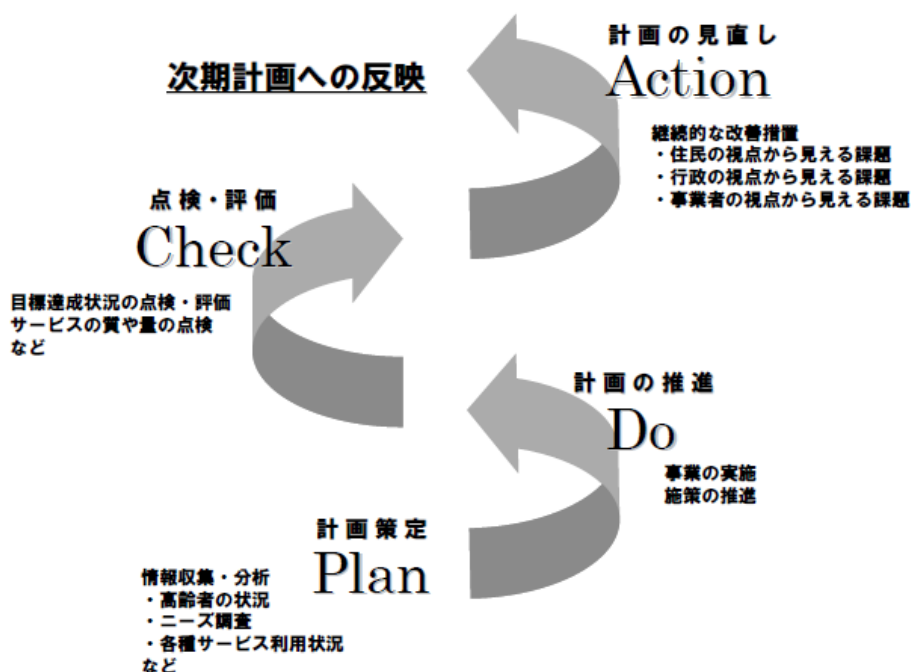 計画の見直し
Action
次期計画への反映
継続的な改善措置
・住民の視点から見える課題
・行政の視点から見える課題
・事業者の視点から見える課題
点検・評価
Check
目標達成状況の点検・評価
サービスの質や量の点検
など
計画の推進
Do
事業の実施
施策の推進
計画策定
Plan
情報収集・分析
・高齢者の状況
・ニーズ調査
・各種サービス利用状況
など